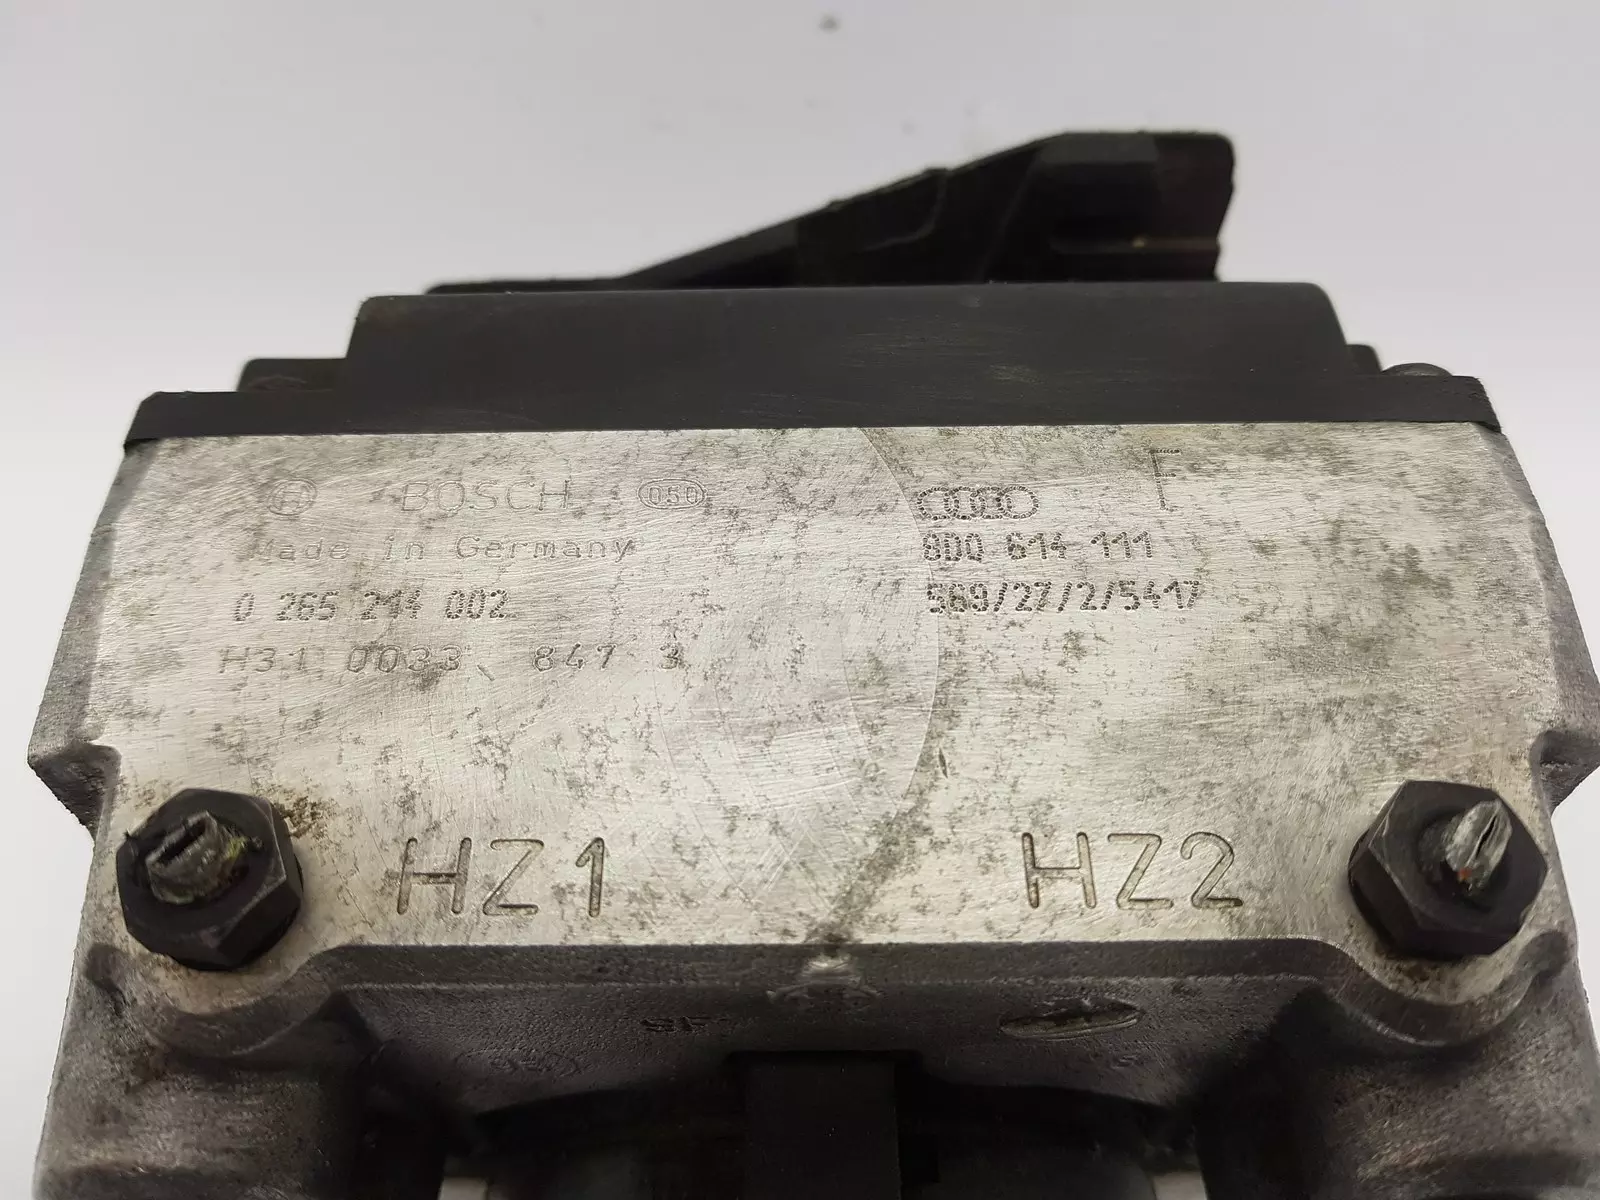 BOSCH 050
Made in Germany
0 265 214 002
H31 0033 847 3
F
8D0 614 111
569/27/2/5417
HZ1
HZ2